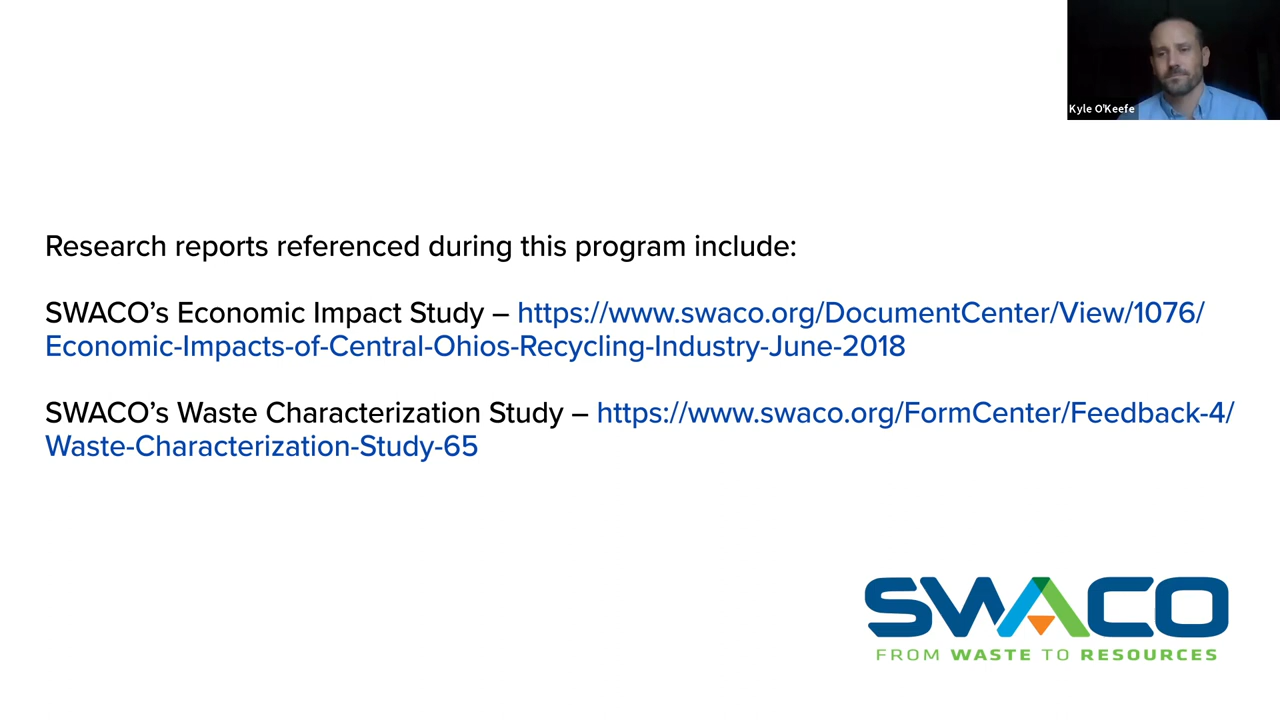 Kyle O'Keefe
Research reports referenced during this program include:
SWACO’s Economic Impact Study – https://www.swaco.org/DocumentCenter/View/1076/
Economic-Impacts-of-Central-Ohios-Recycling-Industry-June-2018
SWACO’s Waste Characterization Study – https://www.swaco.org/FormCenter/Feedback-4/
Waste-Characterization-Study-65
SWACO
FROM WASTE TO RESOURCES